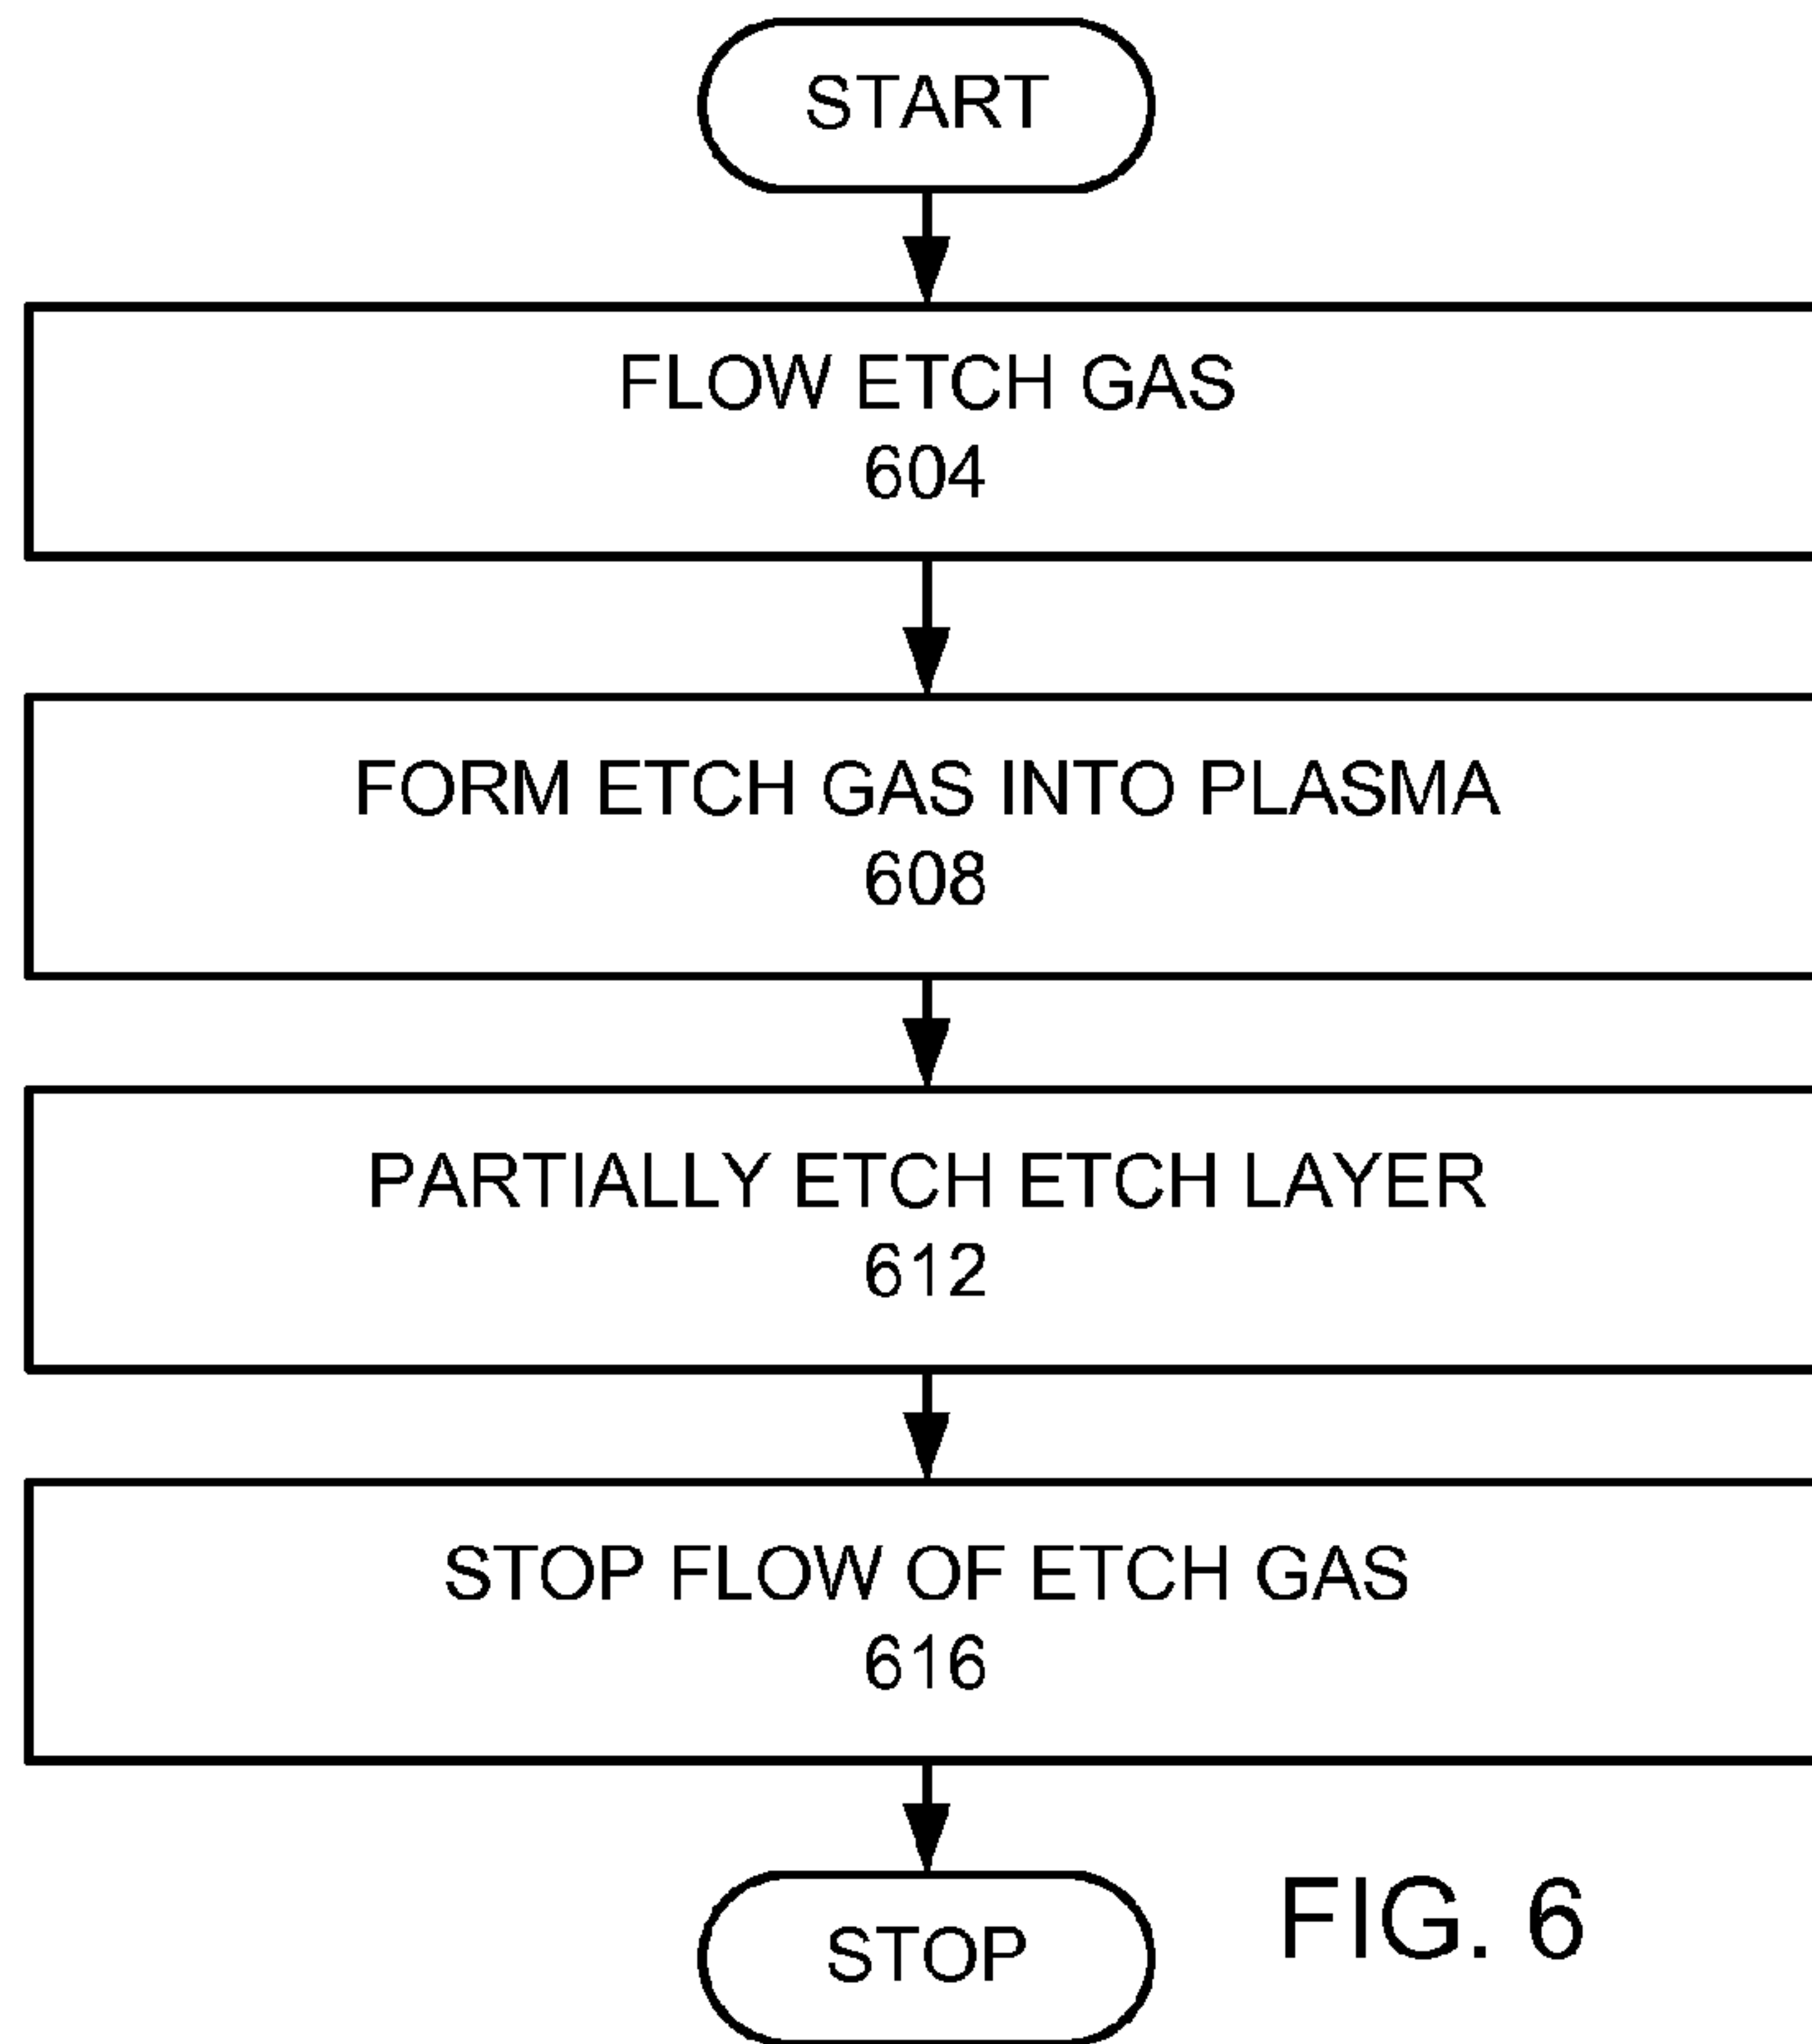 START
FLOW ETCH GAS
604
FORM ETCH GAS INTO PLASMA
608
PARTIALLY ETCH ETCH LAYER
612
STOP FLOW OF ETCH GAS
616
STOP
FIG. 6